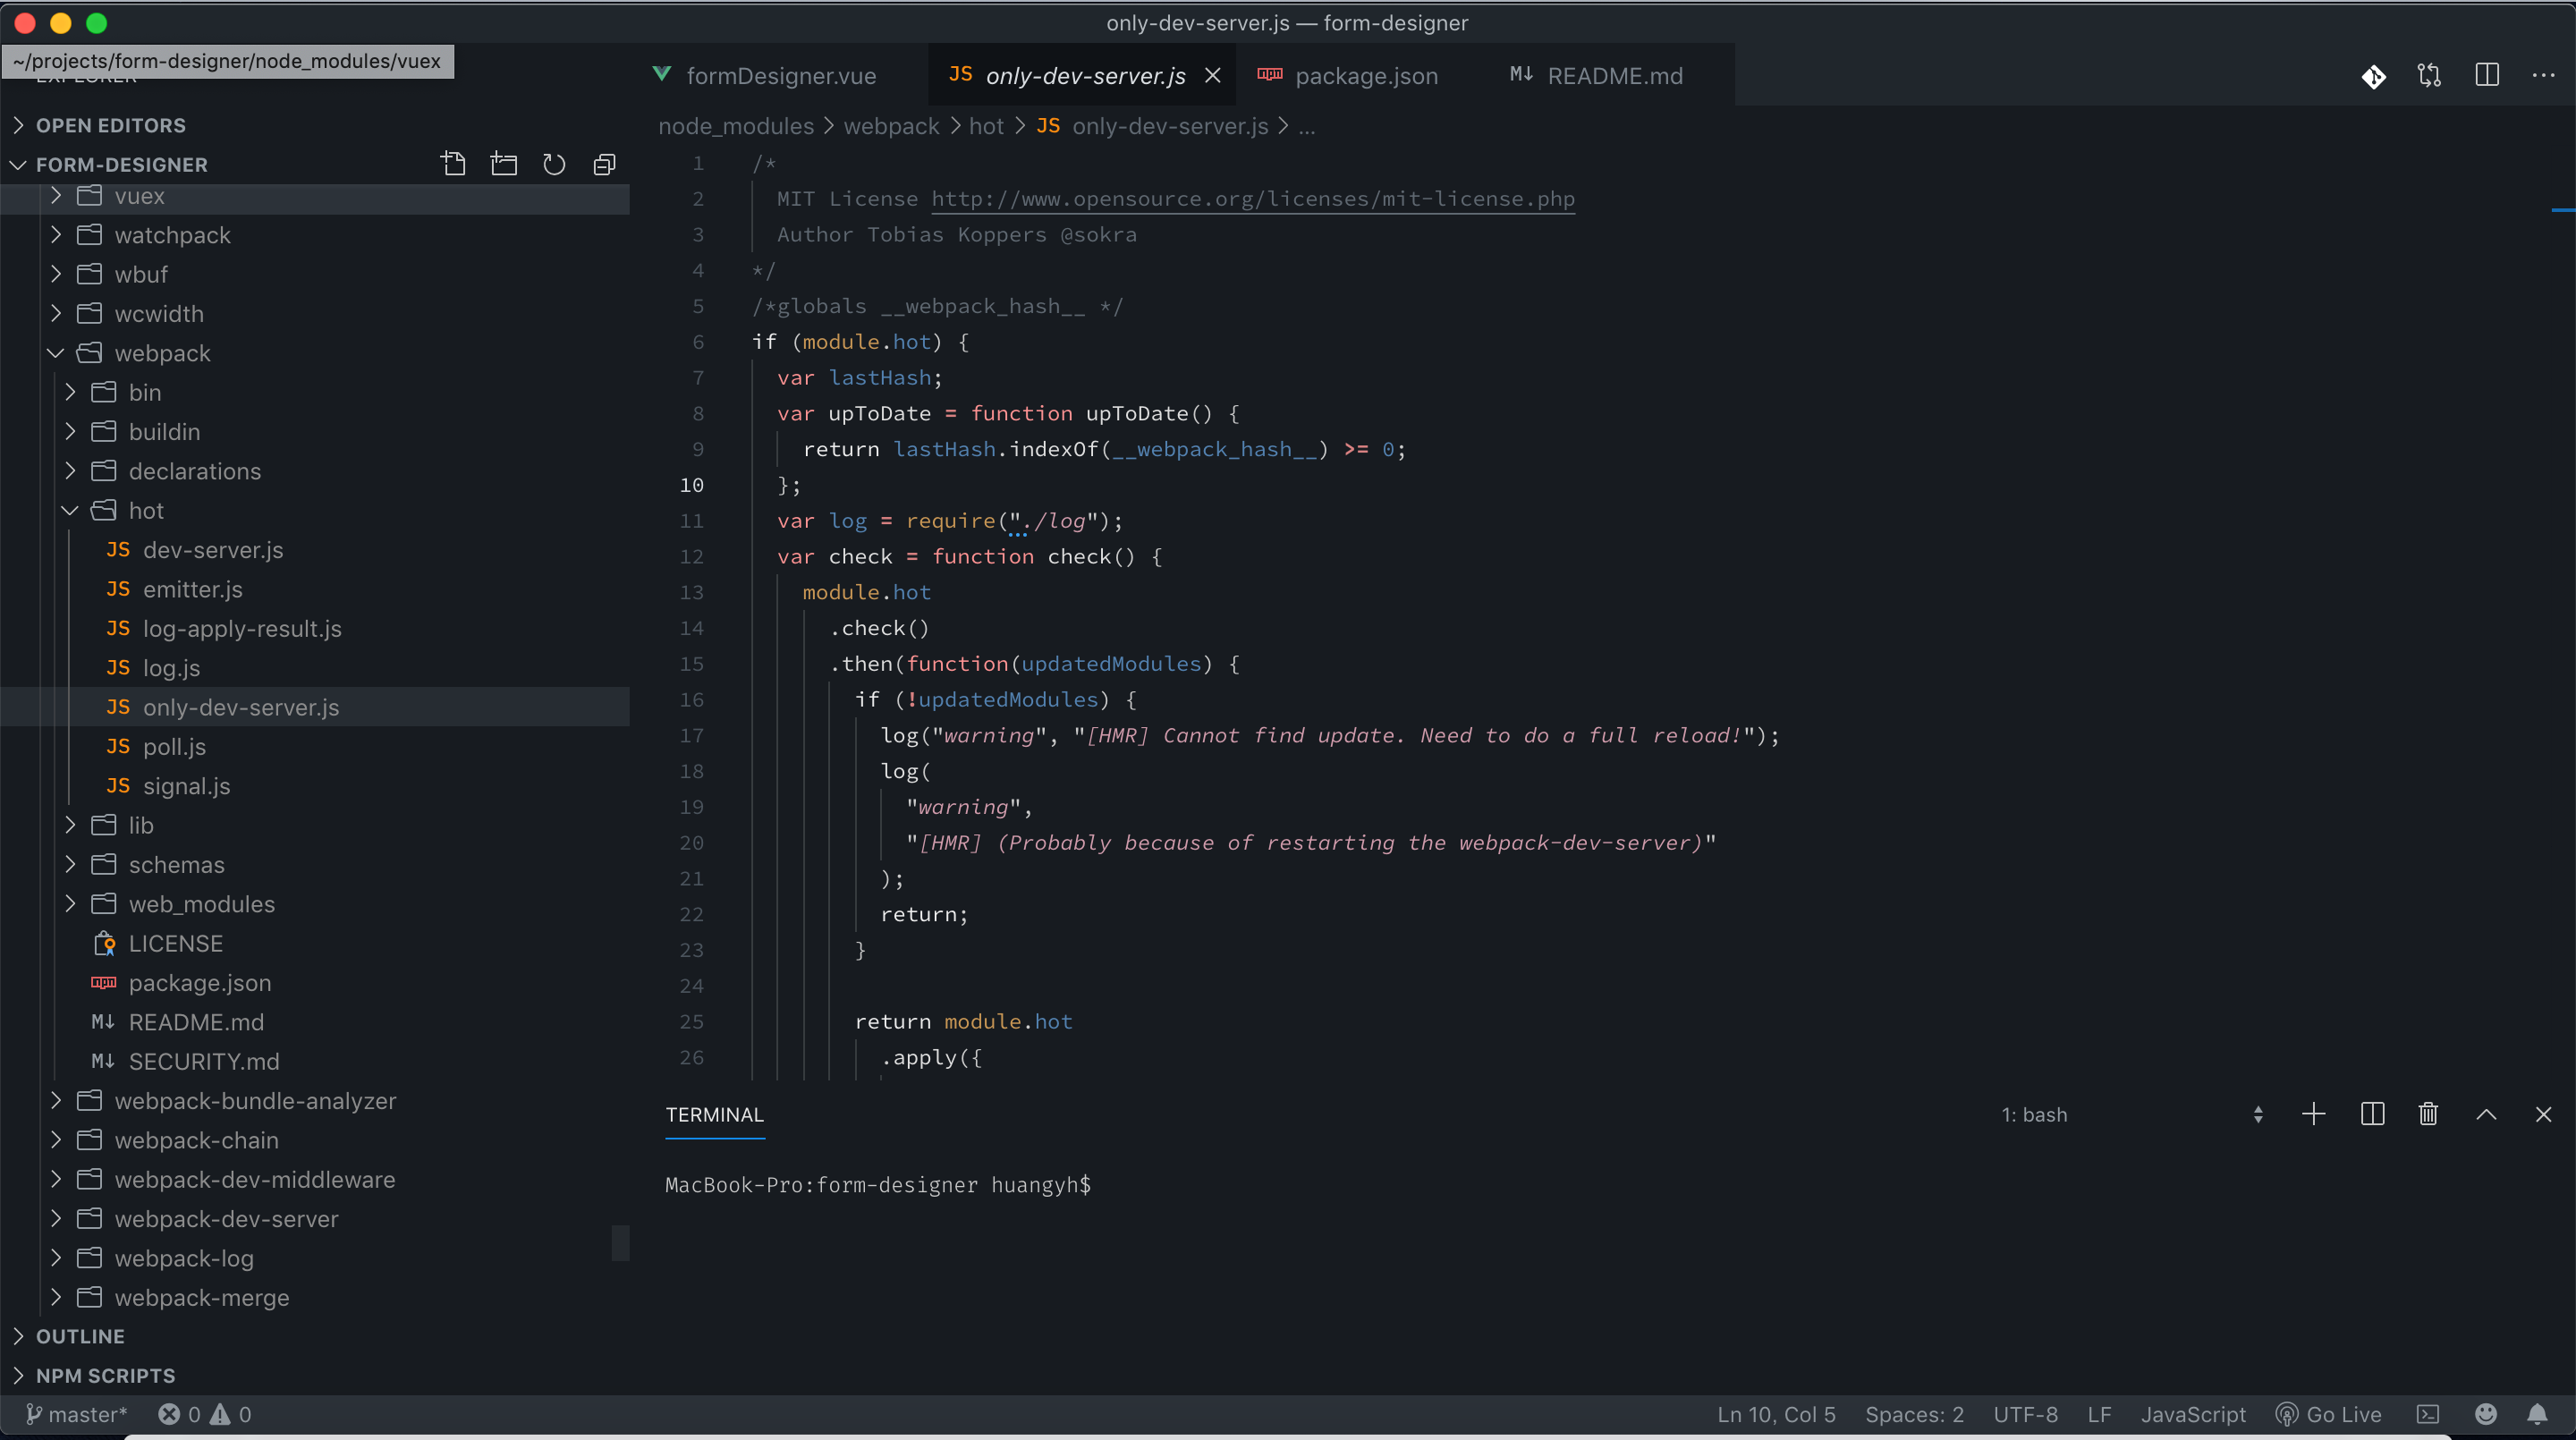 only-dev-server.js — form-designer
~/projects/form-designer/node_modules/vuex
formDesigner.vue
JS only-dev-server.js
package.json
README.md
OPEN EDITORS
FORM-DESIGNER
vuex
watchpack
wbuf
wcwidth
webpack
bin
buildin
declarations
hot
JS dev-server.js
JS emitter.js
JS log-apply-result.js
JS log.js
JS only-dev-server.js
JS poll.js
JS signal.js
lib
schemas
web_modules
LICENSE
package.json
README.md
SECURITY.md
webpack-bundle-analyzer
webpack-chain
webpack-dev-middleware
webpack-dev-server
webpack-log
webpack-merge
OUTLINE
NPM SCRIPTS
node_modules > webpack > hot > JS only-dev-server.js > ...
1 /*
2 MIT License http://www.opensource.org/licenses/mit-license.php
3 Author Tobias Koppers @sokra
4 */
5 /*globals __webpack_hash__ */
6 if (module.hot) {
7 var lastHash;
8 var upToDate = function upToDate() {
9 return lastHash.indexOf(__webpack_hash__) >= 0;
10 };
11 var log = require("./log");
12 var check = function check() {
13 module.hot
14 .check()
15 .then(function(updatedModules) {
16 if (!updatedModules) {
17 log("warning", "[HMR] Cannot find update. Need to do a full reload!");
18 log(
19 "warning",
20 "[HMR] (Probably because of restarting the webpack-dev-server)"
21 );
22 return;
23 }
24
25 return module.hot
26 .apply({
TERMINAL
1: bash
MacBook-Pro:form-designer huangyh$
master* 0 0
Ln 10, Col 5 Spaces: 2 UTF-8 LF JavaScript Go Live